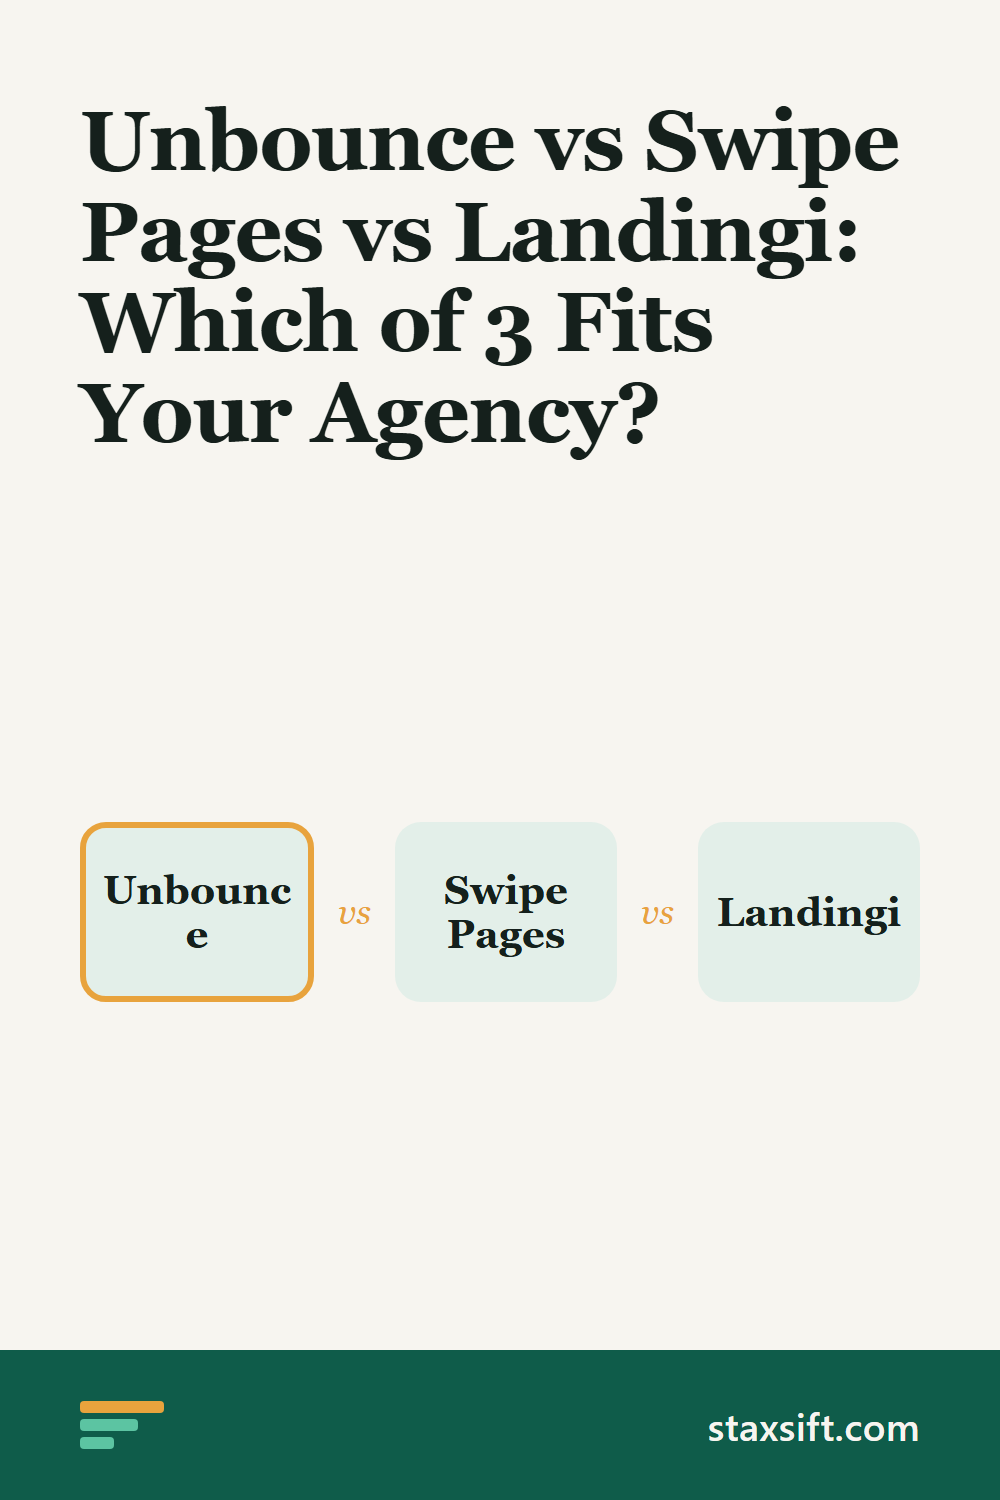 Unbounce vs Swipe
Pages vs Landingi:
Which of 3 Fits
Your Agency?
Unbounc
e
vs
Swipe
Pages
vs
Landingi
staxsift.com